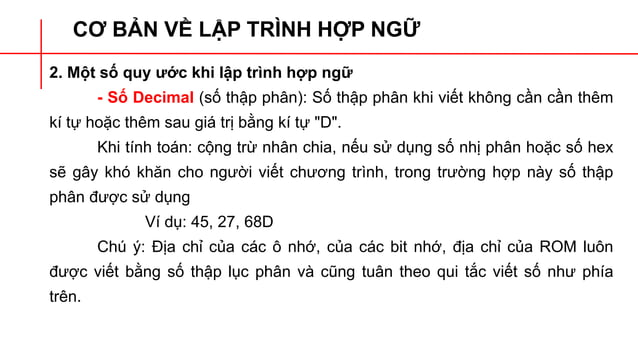 CƠ BẢN VỀ LẬP TRÌNH HỢP NGỮ
2. Một số quy ước khi lập trình hợp ngữ
- Số Decimal (số thập phân): Số thập phân khi viết không cần cần thêm
kí tự hoặc thêm sau giá trị bằng kí tự "D".
Khi tính toán: cộng trừ nhân chia, nếu sử dụng số nhị phân hoặc số hex
sẽ gây khó khăn cho người viết chương trình, trong trường hợp này số thập
phân được sử dụng
Ví dụ: 45, 27, 68D
Chú ý: Địa chỉ của các ô nhớ, của các bit nhớ, địa chỉ của ROM luôn
được viết bằng số thập lục phân và cũng tuân theo qui tắc viết số như phía
trên.